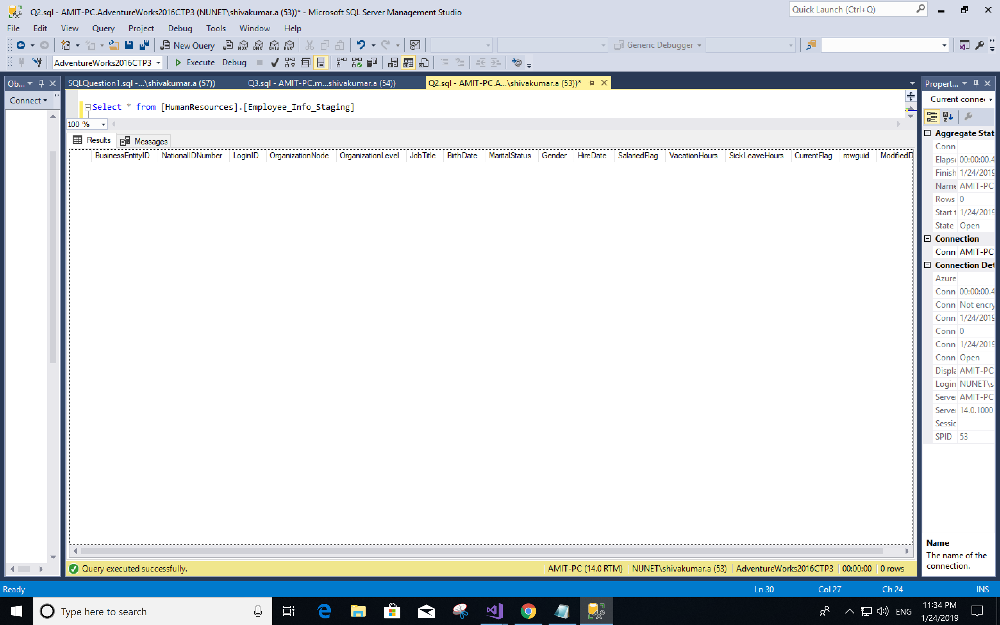 Q2.sql - AMIT-PC.AdventureWorks2016CTP3 (NUNET\shivakumar.a (53))* - Microsoft SQL Server Management Studio
Quick Launch (Ctrl+Q)
File Edit View Query Project Debug Tools Window Help
New Query MDX DMX XMLA DAX Generic Debugger
AdventureWorks2016CTP3 Execute Debug
Ob...
SQLQuestion1.sql -...\shivakumar.a (57)) Q3.sql - AMIT-PC.m...shivakumar.a (54)) Q2.sql - AMIT-PC.A...\shivakumar.a (53))*
Propert...
Connect
Select * from [HumanResources].[Employee_Info_Staging]
100 %
Results Messages
BusinessEntityID NationalIDNumber LoginID OrganizationNode OrganizationLevel JobTitle BirthDate MaritalStatus Gender HireDate SalariedFlag VacationHours SickLeaveHours CurrentFlag rowguid ModifiedD
Current conne
Aggregate Stat
Conn
Elapse 00:00:00.4
Finish 1/24/2019
Name AMIT-PC
Rows 0
Start t 1/24/2019
State Open
Connection
Conn AMIT-PC
Connection Det
Azure
Conn 00:00:00.4
Conn Not encry
Conn 1/24/2019
Conn 0
Conn 1/24/2019
Conn Open
Displa AMIT-PC
Login NUNET\s
Server AMIT-PC
Server 14.0.1000
Sessic
SPID 53
Name
The name of the
connection.
Query executed successfully.
AMIT-PC (14.0 RTM) NUNET\shivakumar.a (53) AdventureWorks2016CTP3 00:00:00 0 rows
Ready Ln 30 Col 27 Ch 24 INS
Type here to search
ENG
11:34 PM
1/24/2019